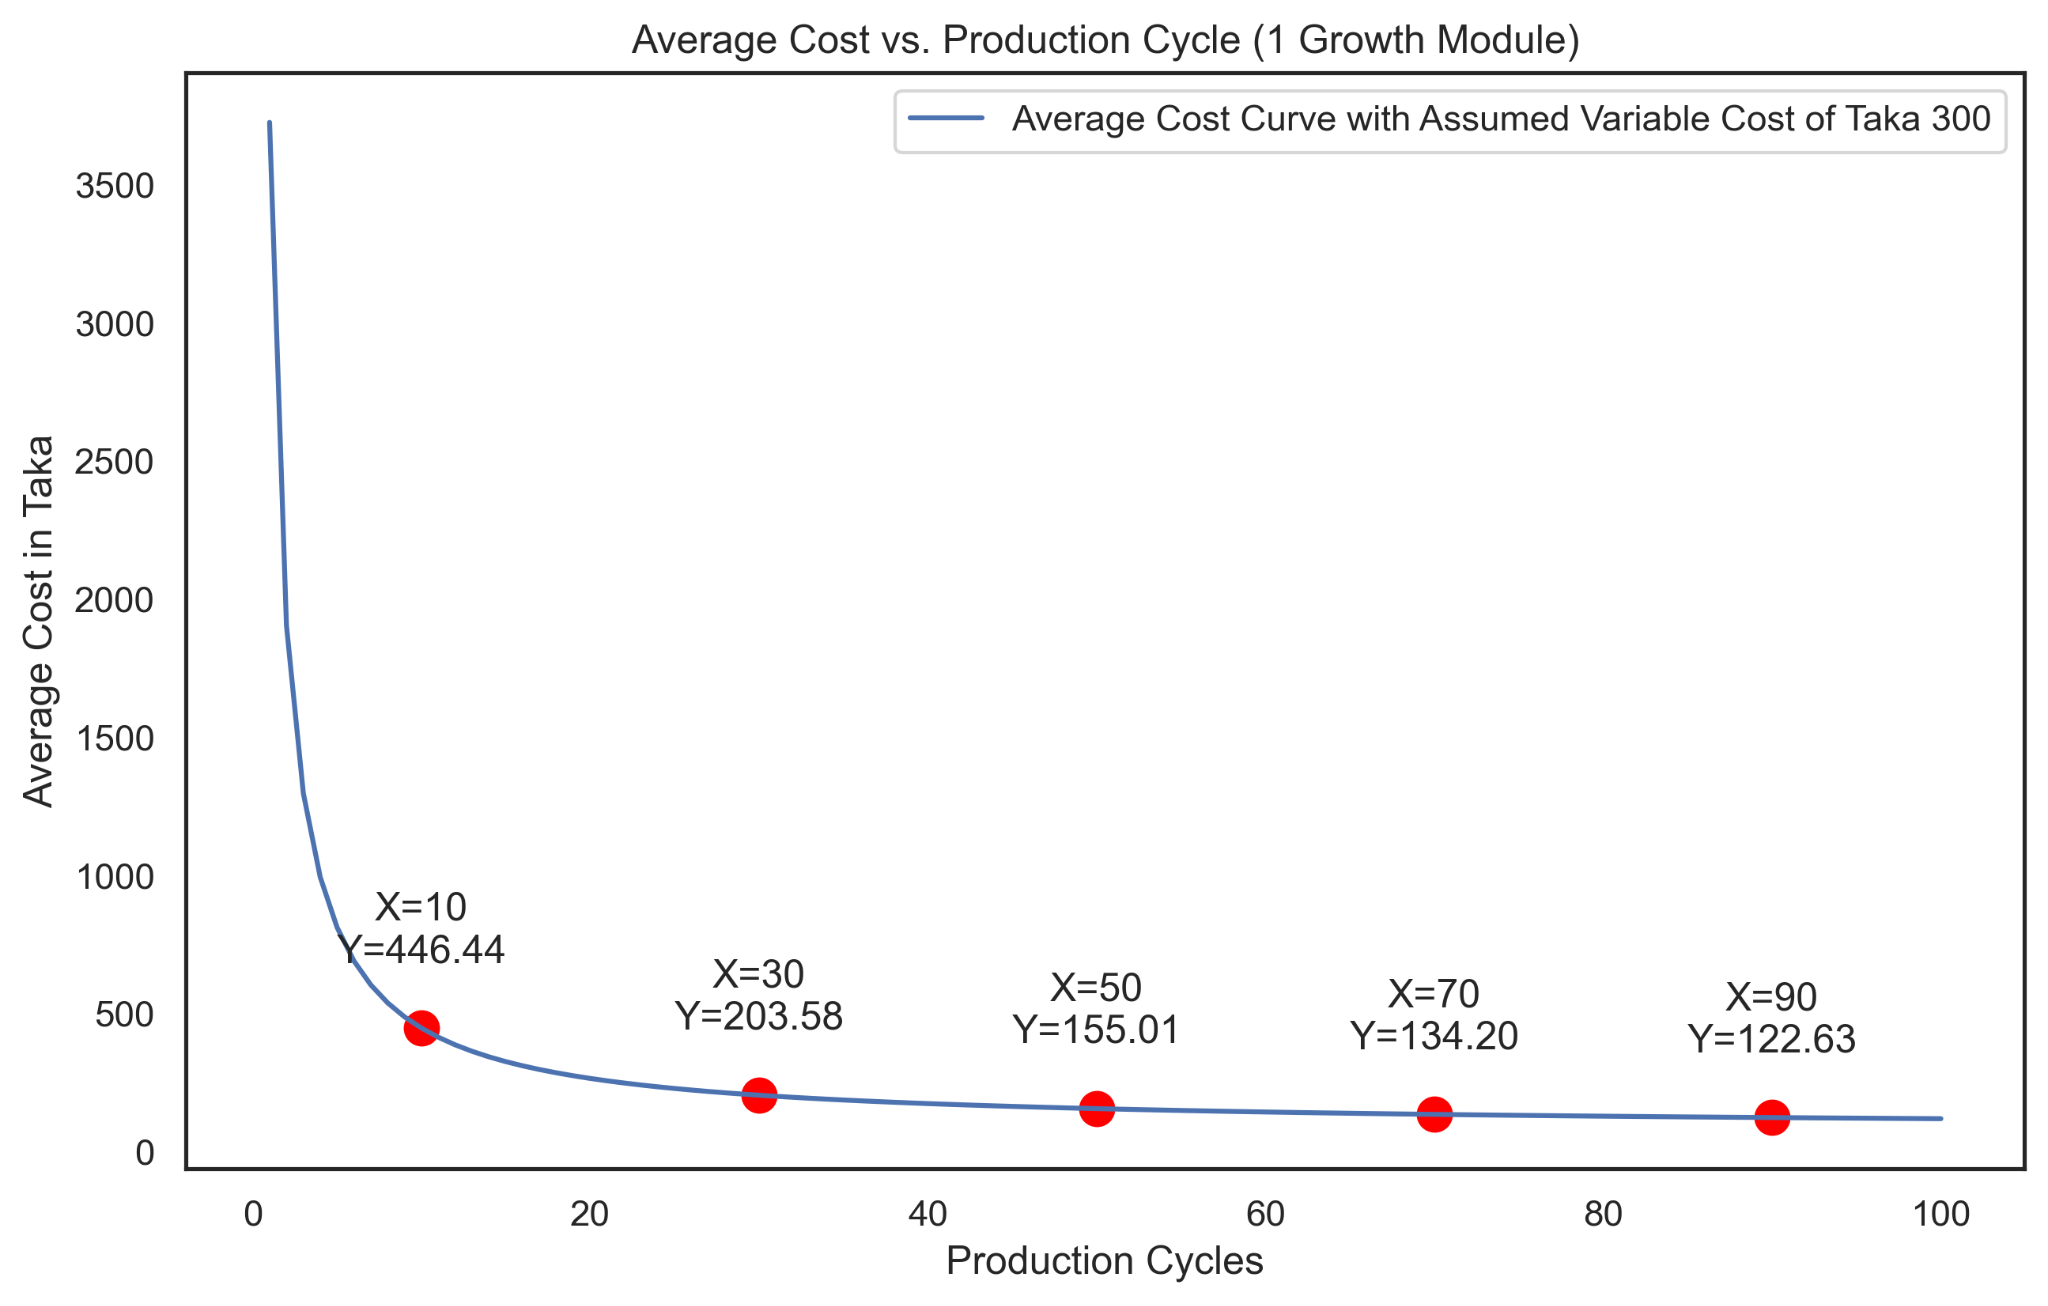 Average Cost vs. Production Cycle (1 Growth Module)
Average Cost Curve with Assumed Variable Cost of Taka 300
Average Cost in Taka
3500
3000
2500
2000
1500
1000
500
0
X=10
Y=446.44
X=30
Y=203.58
X=50
Y=155.01
X=70
Y=134.20
X=90
Y=122.63
0 20 40 60 80 100
Production Cycles